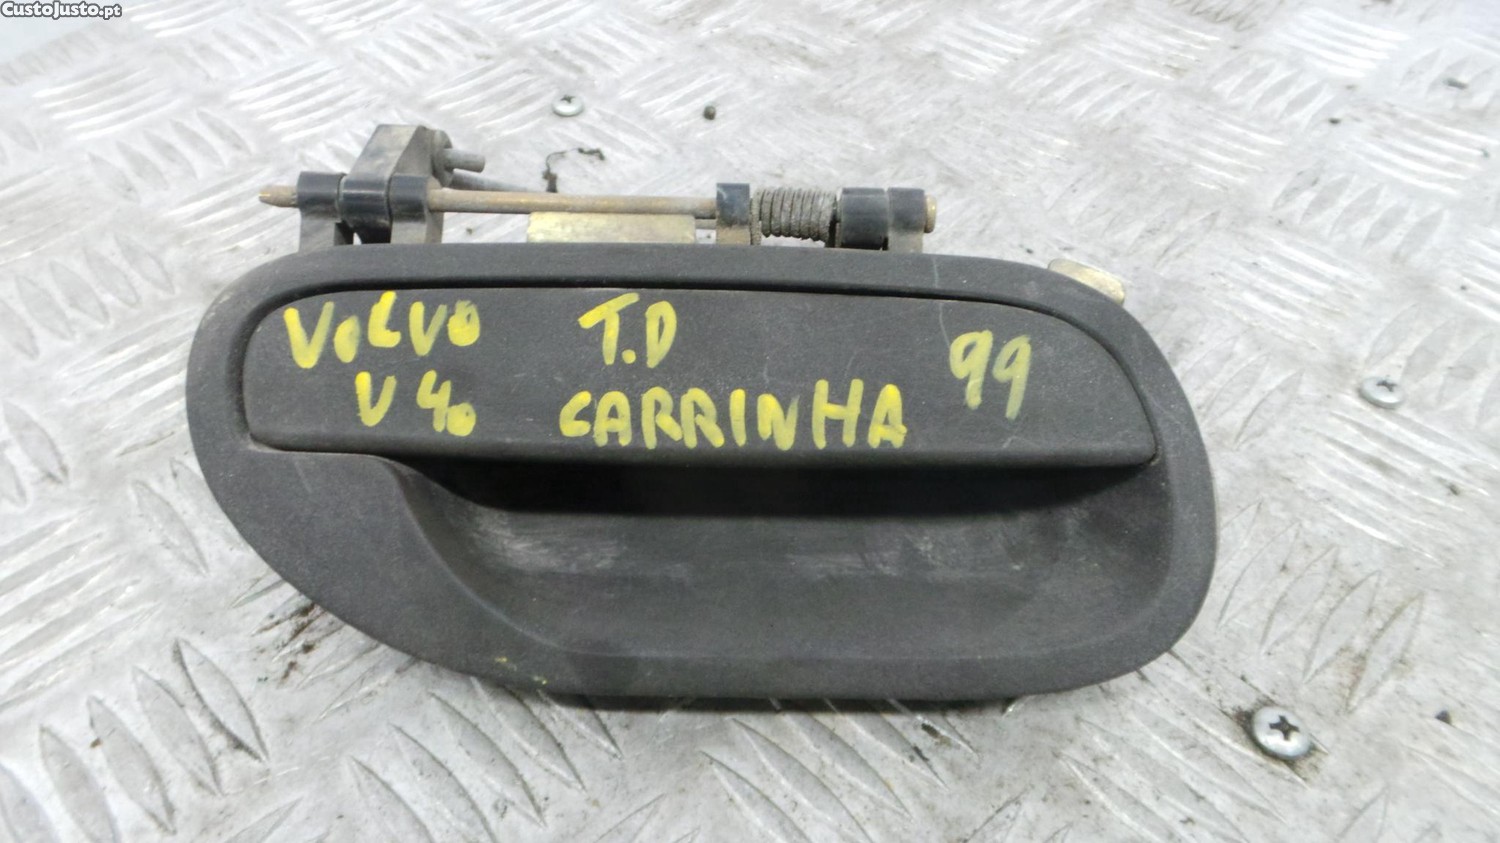 CustoJusto.pt
VOLVO T.D 99
V40 CARRINHA